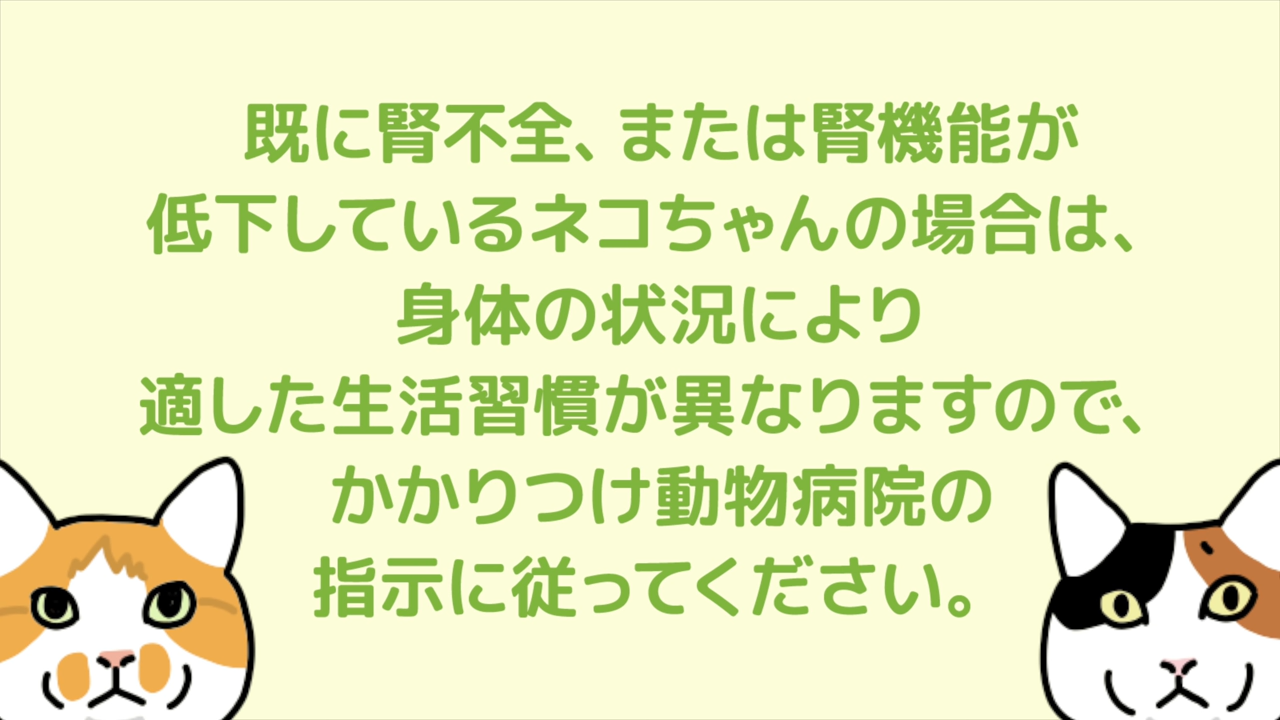 既に腎不全、または腎機能が
低下しているネコちゃんの場合は、
身体の状況により
適した生活習慣が異なりますので、
かかりつけ動物病院の
指示に従ってください。